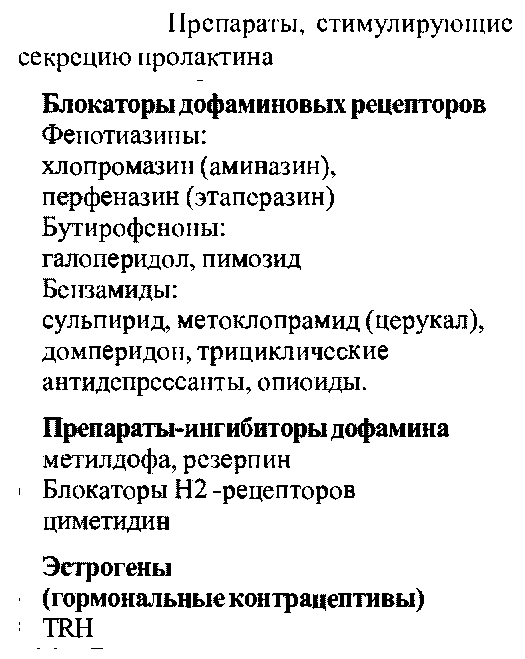 Препараты, стимулирующие
секрецию пролактина
Блокаторы дофаминовых рецепторов
Фенотиазины:
хлопромазин (аминазин),
перфеназин (этаперазин)
Бутирофеноны:
галоперидол, пимозид
Бензамиды:
сульпирид, метоклопрамид (церукал),
домперидон, трициклические
антидепрессанты, опиоиды.
Препараты-ингибиторы дофамина
метилдофа, резерпин
Блокаторы H2 -рецепторов
циметидин
Эстрогены
(гормональные контрацептивы)
TRH